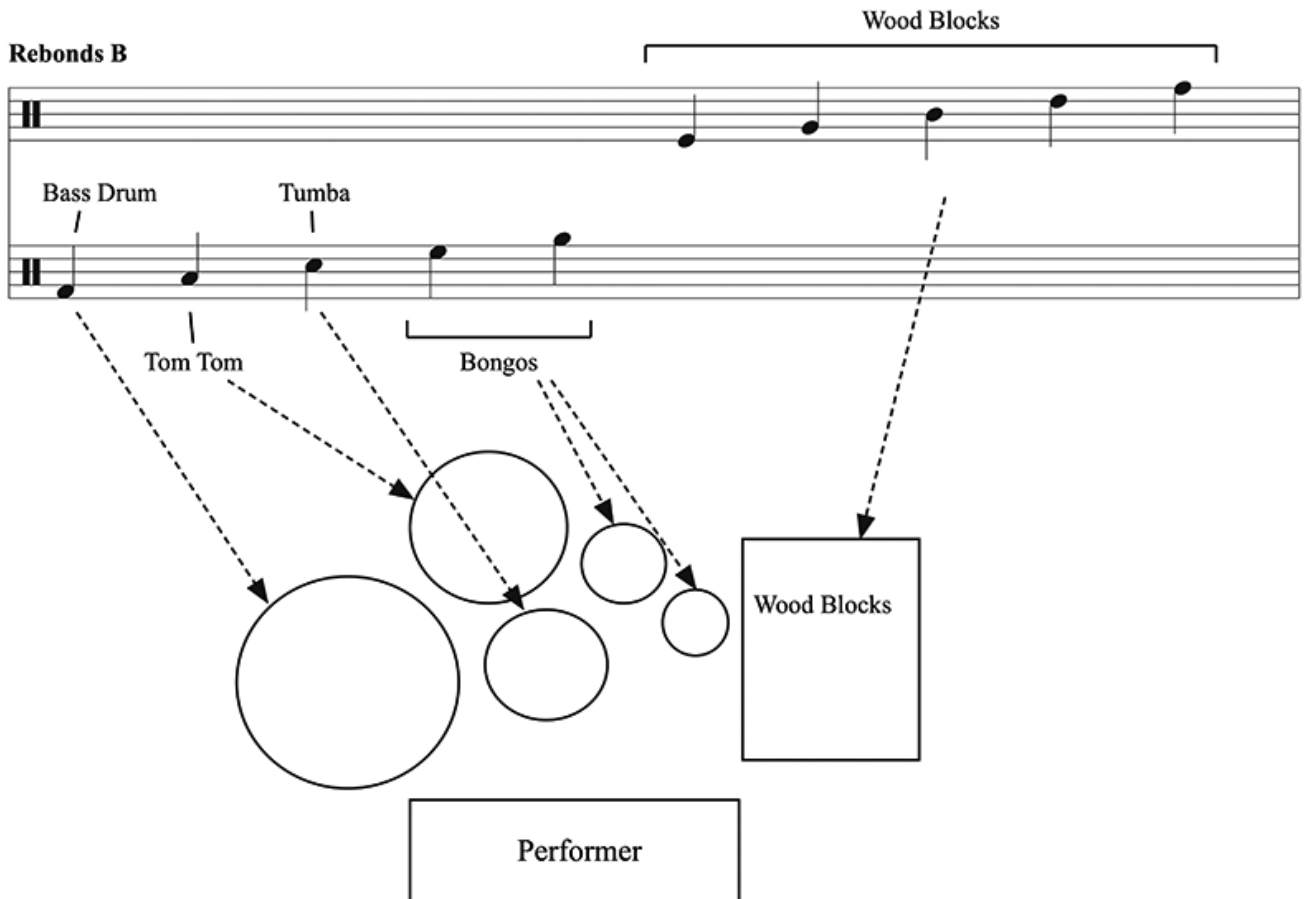 Wood Blocks
Rebonds B
Bass Drum
Tumba
Tom Tom
Bongos
Wood Blocks
Performer